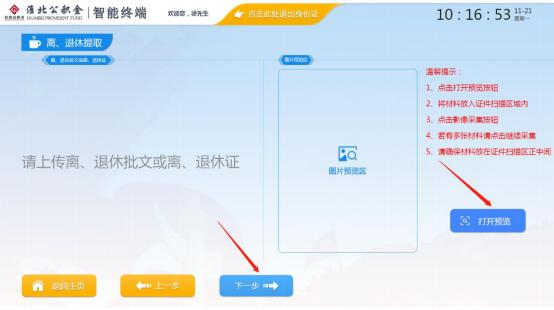 淮北公积金
HUAIBEI PROVIDENT FUND
智能终端
欢迎您，徐先生
点击此处退出身份证
10:16:53
11-21
星期一
离、退休提取
离、退休批文或离、退休证
图片预览区
温馨提示：
1、点击打开预览按钮
2、将材料放入证件扫描区域内
3、点击影像采集按钮
4、若有多张材料请点击继续采集
5、请确保材料放在证件扫描区正中间
请上传离、退休批文或离、退休证
图片预览区
打开预览
返回主页
上一步
下一步